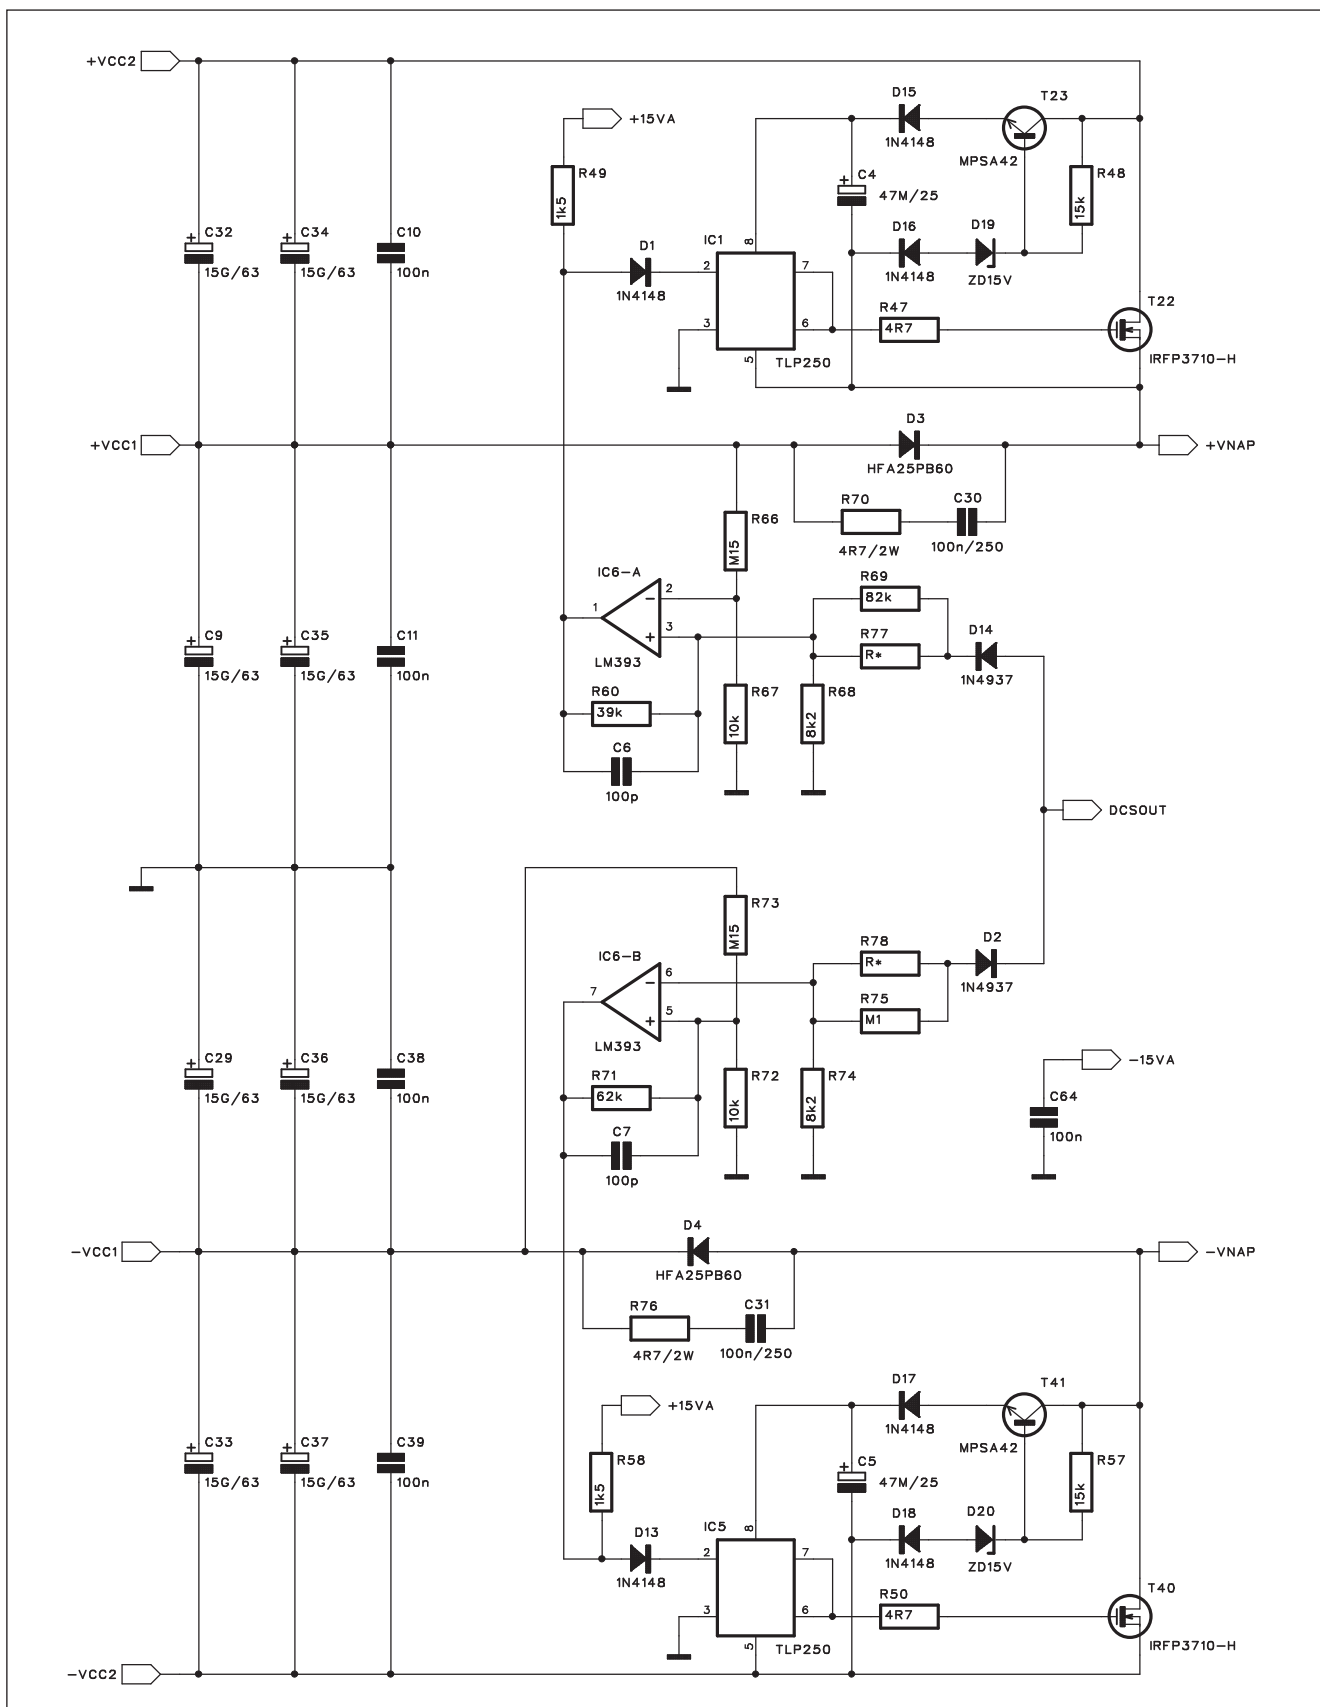 +VCC2
D15
T23
+15VA
1N4148
MPSA42
R49
1k5
C4
47M/25
R48
15k
C32
15G/63
C34
15G/63
C10
100n
D1
1N4148
IC1
8
2
7
3
6
5
TLP250
D16
1N4148
D19
ZD15V
R47
4R7
T22
IRFP3710-H
+VCC1
D3
HFA25PB60
+VNAP
R70
4R7/2W
C30
100n/250
R66
M15
IC6-A
2
1
3
LM393
R69
82k
R77
R*
D14
1N4937
C9
15G/63
C35
15G/63
C11
100n
R60
39k
R67
10k
R68
8k2
C6
100p
DCSOUT
R73
M15
IC6-B
6
7
5
LM393
R78
R*
D2
1N4937
R75
M1
C29
15G/63
C36
15G/63
C38
100n
R71
62k
R72
10k
R74
8k2
-15VA
C64
100n
C7
100p
-VCC1
D4
HFA25PB60
-VNAP
R76
4R7/2W
C31
100n/250
D17
1N4148
T41
MPSA42
+15VA
R58
1k5
C5
47M/25
R57
15k
C33
15G/63
C37
15G/63
C39
100n
D13
1N4148
IC5
8
2
7
3
6
5
TLP250
D18
1N4148
D20
ZD15V
R50
4R7
T40
IRFP3710-H
-VCC2